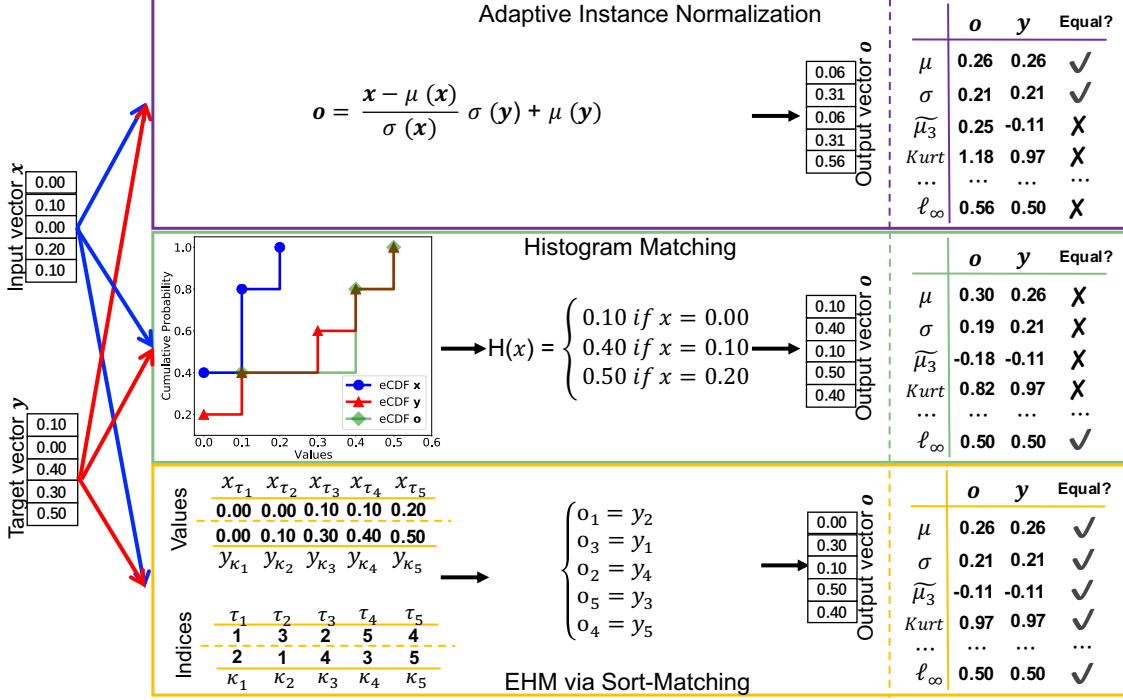 Input vector x
0.00
0.10
0.00
0.20
0.10
Target vector y
0.10
0.00
0.40
0.30
0.50
Adaptive Instance Normalization
o = (x − μ (x)) / σ (x) σ (y) + μ (y)
0.06
0.31
0.06
0.31
0.56
Output vector o
o y Equal?
μ 0.26 0.26 ✓
σ 0.21 0.21 ✓
μ̃₃ 0.25 -0.11 ✗
Kurt 1.18 0.97 ✗
... ... ... ...
ℓ∞ 0.56 0.50 ✗
Histogram Matching
Cumulative Probability
1.0
0.8
0.6
0.4
0.2
0.0 0.1 0.2 0.3 0.4 0.5 0.6
Values
eCDF x
eCDF y
eCDF o
H(x) =
0.10 if x = 0.00
0.40 if x = 0.10
0.50 if x = 0.20
0.10
0.40
0.10
0.50
0.40
Output vector o
o y Equal?
μ 0.30 0.26 ✗
σ 0.19 0.21 ✗
μ̃₃ -0.18 -0.11 ✗
Kurt 0.82 0.97 ✗
... ... ... ...
ℓ∞ 0.50 0.50 ✓
Values
x_τ₁ x_τ₂ x_τ₃ x_τ₄ x_τ₅
0.00 0.00 0.10 0.10 0.20
0.00 0.10 0.30 0.40 0.50
y_κ₁ y_κ₂ y_κ₃ y_κ₄ y_κ₅
Indices
τ₁ τ₂ τ₃ τ₄ τ₅
1 3 2 5 4
2 1 4 3 5
κ₁ κ₂ κ₃ κ₄ κ₅
o₁ = y₂
o₃ = y₁
o₂ = y₄
o₅ = y₃
o₄ = y₅
EHM via Sort-Matching
0.00
0.30
0.10
0.50
0.40
Output vector o
o y Equal?
μ 0.26 0.26 ✓
σ 0.21 0.21 ✓
μ̃₃ -0.11 -0.11 ✓
Kurt 0.97 0.97 ✓
... ... ... ...
ℓ∞ 0.50 0.50 ✓